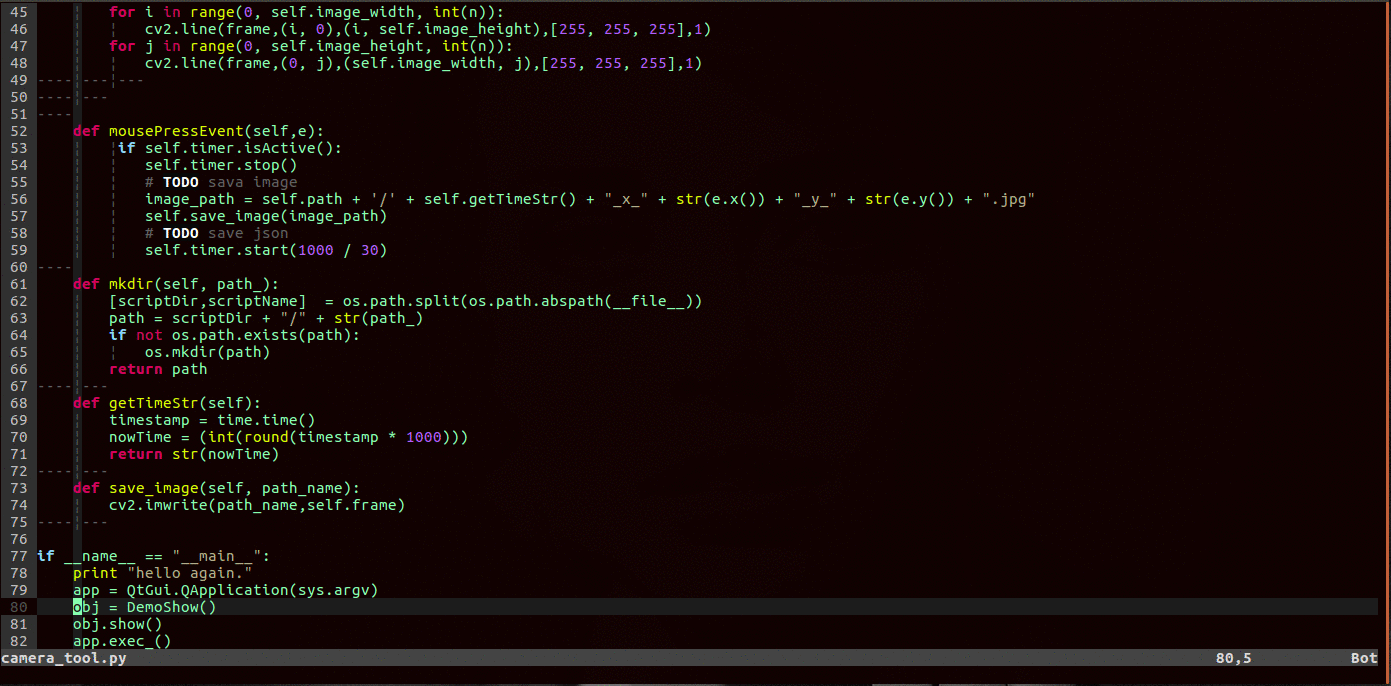 45 for i in range(0, self.image_width, int(n)):
46 cv2.line(frame,(i, 0),(i, self.image_height),[255, 255, 255],1)
47 for j in range(0, self.image_height, int(n)):
48 cv2.line(frame,(0, j),(self.image_width, j),[255, 255, 255],1)
49 ----¦---¦---
50 ----¦---
51 ----
52 def mousePressEvent(self,e):
53 if self.timer.isActive():
54 self.timer.stop()
55 # TODO sava image
56 image_path = self.path + '/' + self.getTimeStr() + "_x_" + str(e.x()) + "_y_" + str(e.y()) + ".jpg"
57 self.save_image(image_path)
58 # TODO save json
59 self.timer.start(1000 / 30)
60 ----
61 def mkdir(self, path_):
62 [scriptDir,scriptName]  = os.path.split(os.path.abspath(__file__))
63 path = scriptDir + "/" + str(path_)
64 if not os.path.exists(path):
65 os.mkdir(path)
66 return path
67 ----¦---
68 def getTimeStr(self):
69 timestamp = time.time()
70 nowTime = (int(round(timestamp * 1000)))
71 return str(nowTime)
72 ----¦---
73 def save_image(self, path_name):
74 cv2.imwrite(path_name,self.frame)
75 ----¦---
76
77 if __name__ == "__main__":
78 print "hello again."
79 app = QtGui.QApplication(sys.argv)
80 obj = DemoShow()
81 obj.show()
82 app.exec_()
camera_tool.py 80,5 Bot